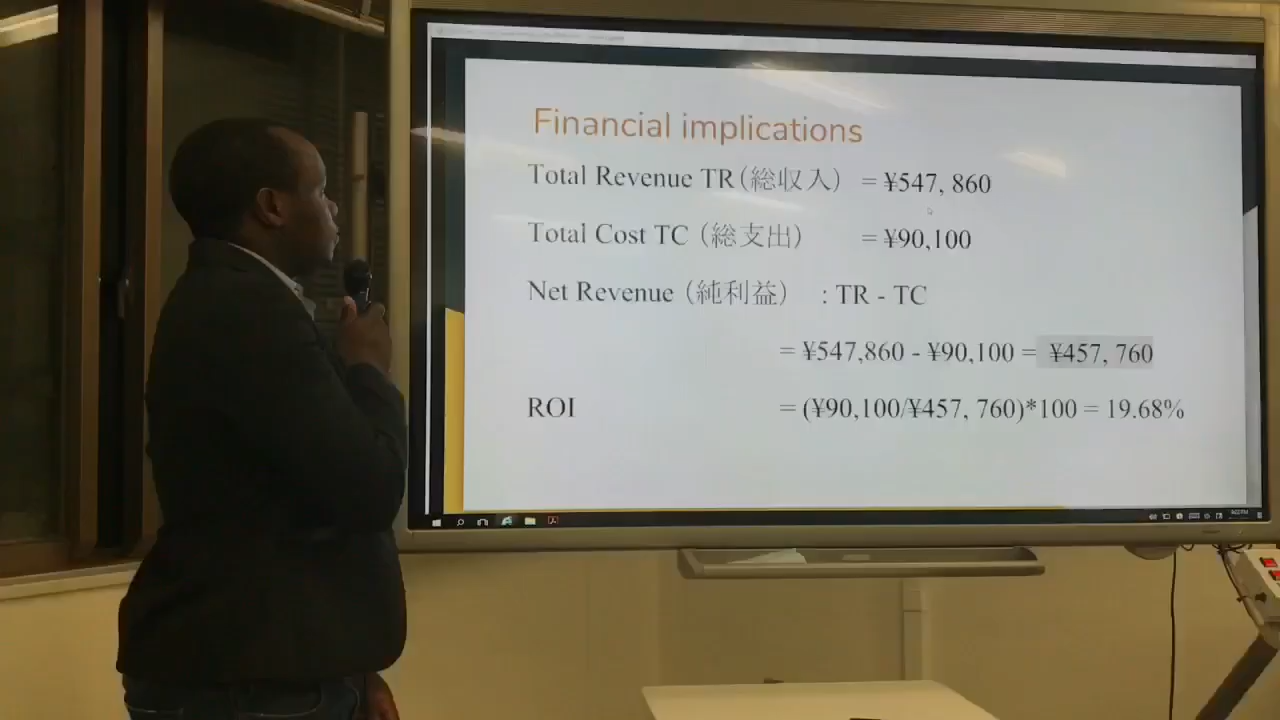 Financial implications
Total Revenue TR(総収入) = ¥547, 860
Total Cost TC (総支出) = ¥90,100
Net Revenue (純利益) : TR - TC
= ¥547,860 - ¥90,100 = ¥457, 760
ROI = (¥90,100/¥457, 760)*100 = 19.68%